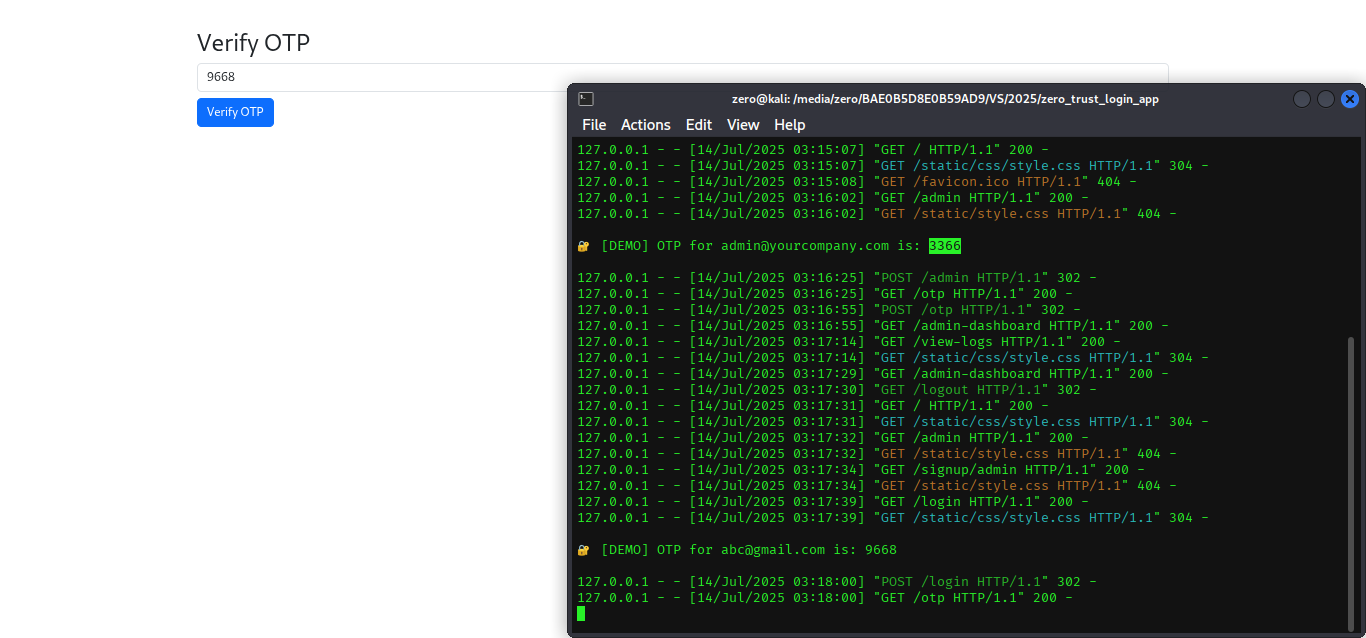 Verify OTP
9668
Verify OTP
zero@kali: /media/zero/BAE0B5D8E0B59AD9/VS/2025/zero_trust_login_app
File Actions Edit View Help
127.0.0.1 - - [14/Jul/2025 03:15:07] "GET / HTTP/1.1" 200 -
127.0.0.1 - - [14/Jul/2025 03:15:07] "GET /static/css/style.css HTTP/1.1" 304 -
127.0.0.1 - - [14/Jul/2025 03:15:08] "GET /favicon.ico HTTP/1.1" 404 -
127.0.0.1 - - [14/Jul/2025 03:16:02] "GET /admin HTTP/1.1" 200 -
127.0.0.1 - - [14/Jul/2025 03:16:02] "GET /static/style.css HTTP/1.1" 404 -
🔐 [DEMO] OTP for admin@yourcompany.com is: 3366
127.0.0.1 - - [14/Jul/2025 03:16:25] "POST /admin HTTP/1.1" 302 -
127.0.0.1 - - [14/Jul/2025 03:16:25] "GET /otp HTTP/1.1" 200 -
127.0.0.1 - - [14/Jul/2025 03:16:55] "POST /otp HTTP/1.1" 302 -
127.0.0.1 - - [14/Jul/2025 03:16:55] "GET /admin-dashboard HTTP/1.1" 200 -
127.0.0.1 - - [14/Jul/2025 03:17:14] "GET /view-logs HTTP/1.1" 200 -
127.0.0.1 - - [14/Jul/2025 03:17:14] "GET /static/css/style.css HTTP/1.1" 304 -
127.0.0.1 - - [14/Jul/2025 03:17:29] "GET /admin-dashboard HTTP/1.1" 200 -
127.0.0.1 - - [14/Jul/2025 03:17:30] "GET /logout HTTP/1.1" 302 -
127.0.0.1 - - [14/Jul/2025 03:17:31] "GET / HTTP/1.1" 200 -
127.0.0.1 - - [14/Jul/2025 03:17:31] "GET /static/css/style.css HTTP/1.1" 304 -
127.0.0.1 - - [14/Jul/2025 03:17:32] "GET /admin HTTP/1.1" 200 -
127.0.0.1 - - [14/Jul/2025 03:17:32] "GET /static/style.css HTTP/1.1" 404 -
127.0.0.1 - - [14/Jul/2025 03:17:34] "GET /signup/admin HTTP/1.1" 200 -
127.0.0.1 - - [14/Jul/2025 03:17:34] "GET /static/style.css HTTP/1.1" 404 -
127.0.0.1 - - [14/Jul/2025 03:17:39] "GET /login HTTP/1.1" 200 -
127.0.0.1 - - [14/Jul/2025 03:17:39] "GET /static/css/style.css HTTP/1.1" 304 -
🔐 [DEMO] OTP for abc@gmail.com is: 9668
127.0.0.1 - - [14/Jul/2025 03:18:00] "POST /login HTTP/1.1" 302 -
127.0.0.1 - - [14/Jul/2025 03:18:00] "GET /otp HTTP/1.1" 200 -